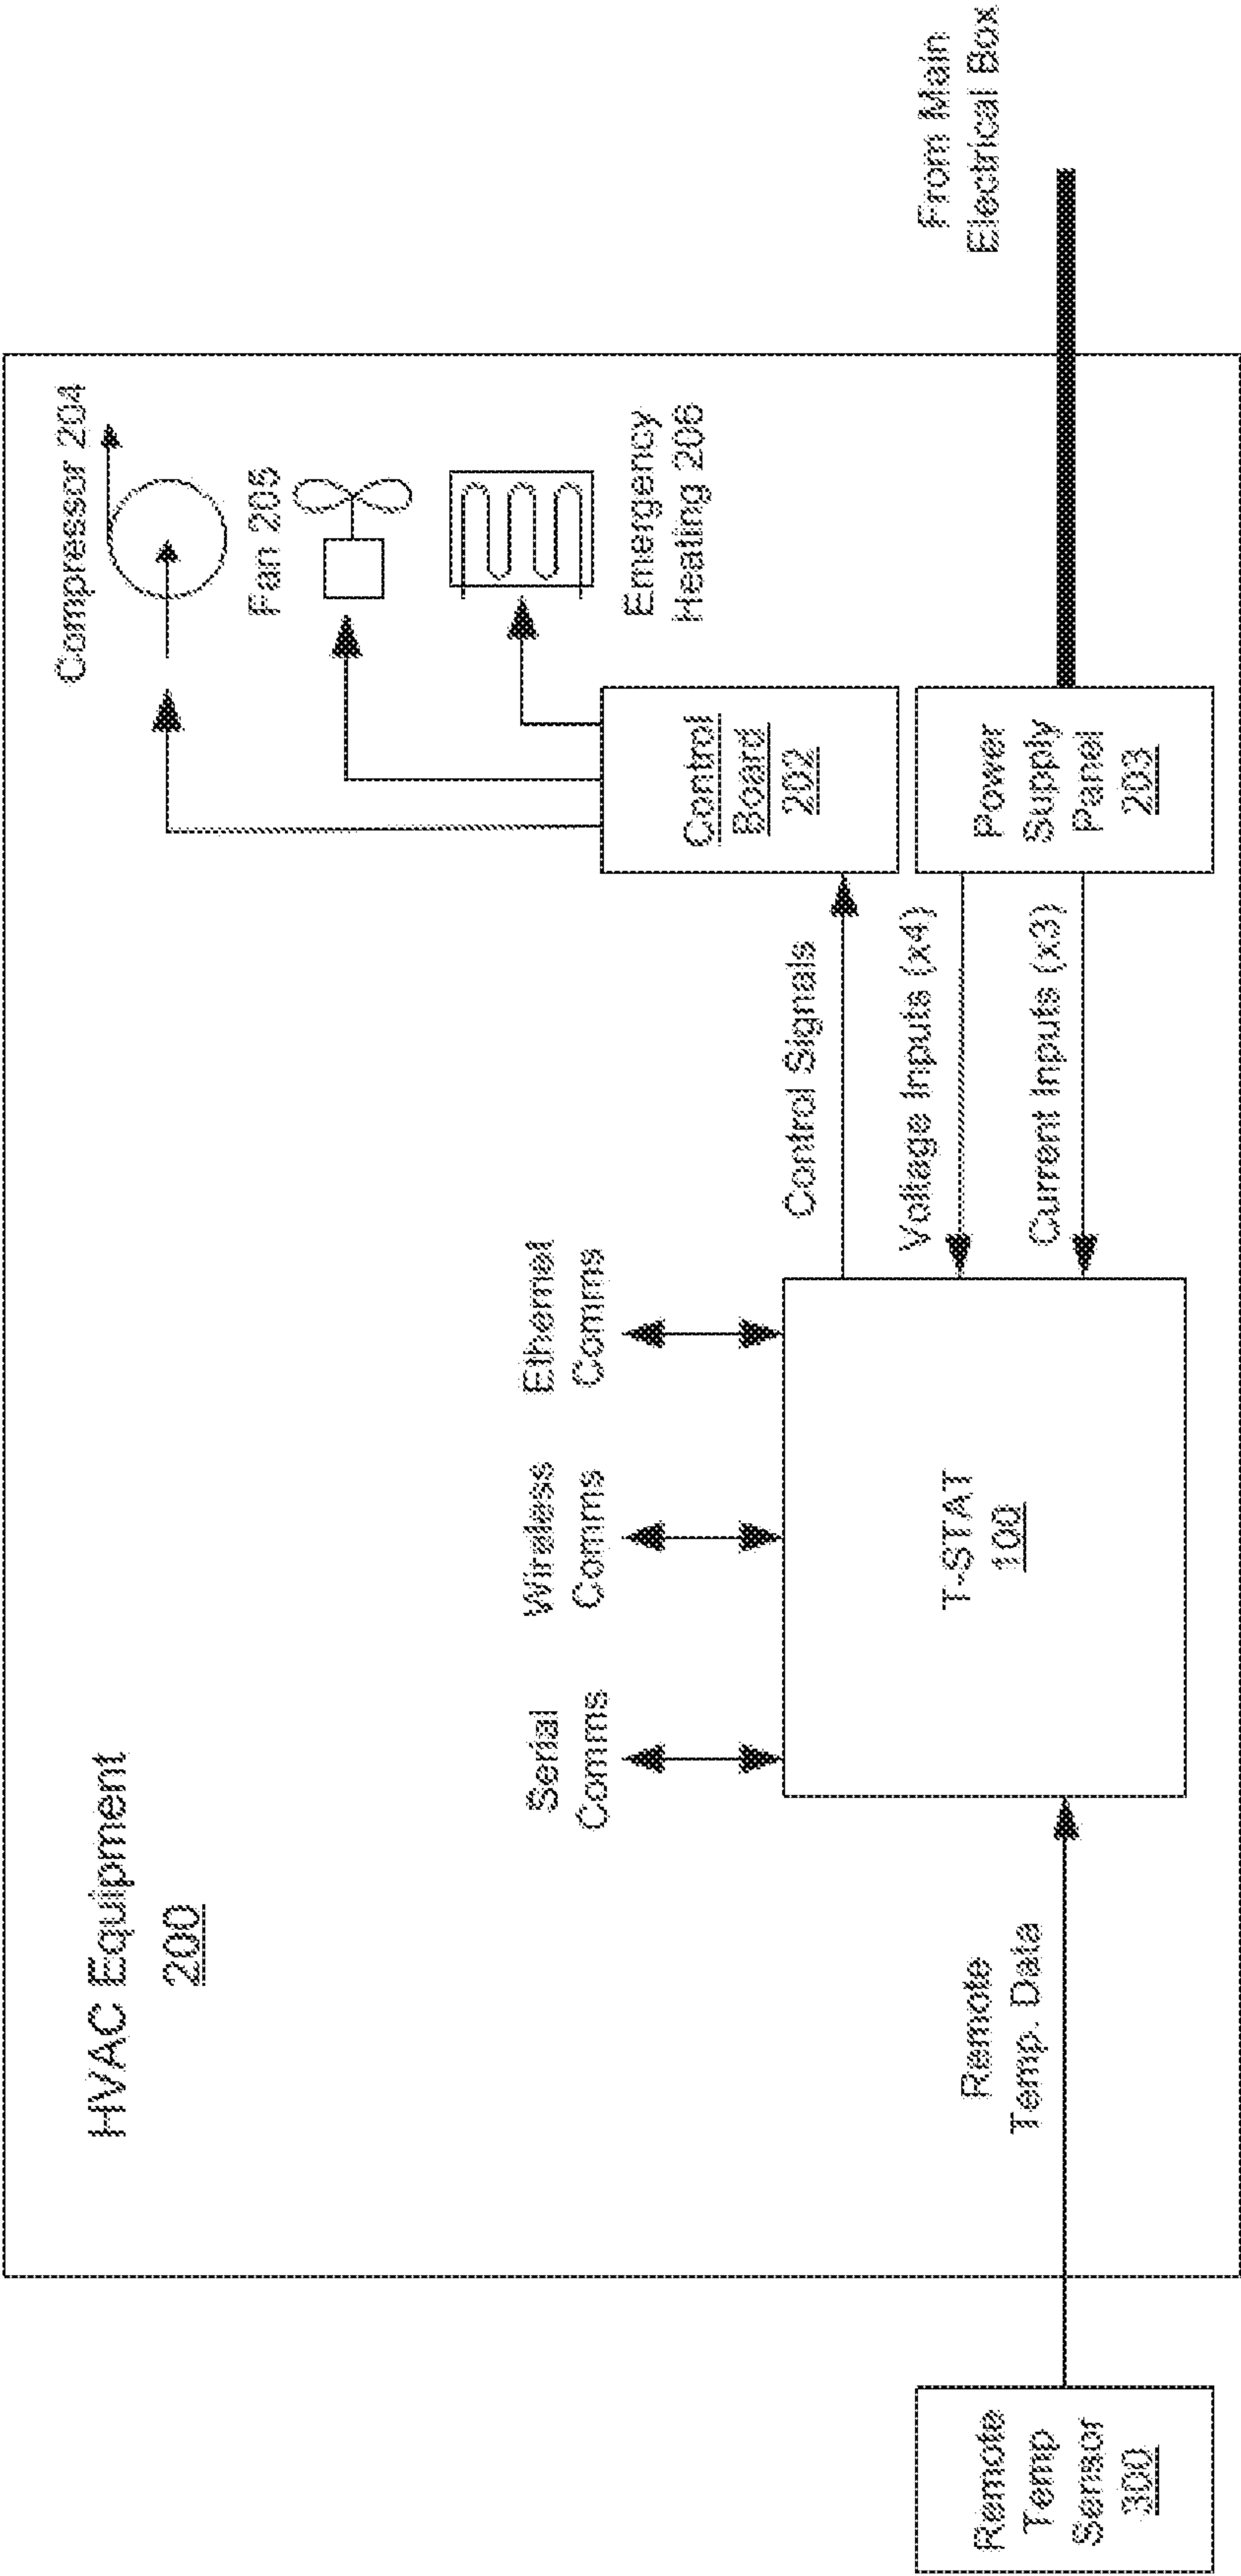 HVAC Equipment
200
Compressor 204
Fan 205
Emergency
Heating 206
Serial
Comms
Wireless
Comms
Ethernet
Comms
Control
Board
202
Control Signals
Voltage Inputs (x4)
Current Inputs (x3)
Power
Supply
Panel
203
From Main
Electrical Box
T-STAT
100
Remote
Temp. Data
Remote
Temp
Sensor
300